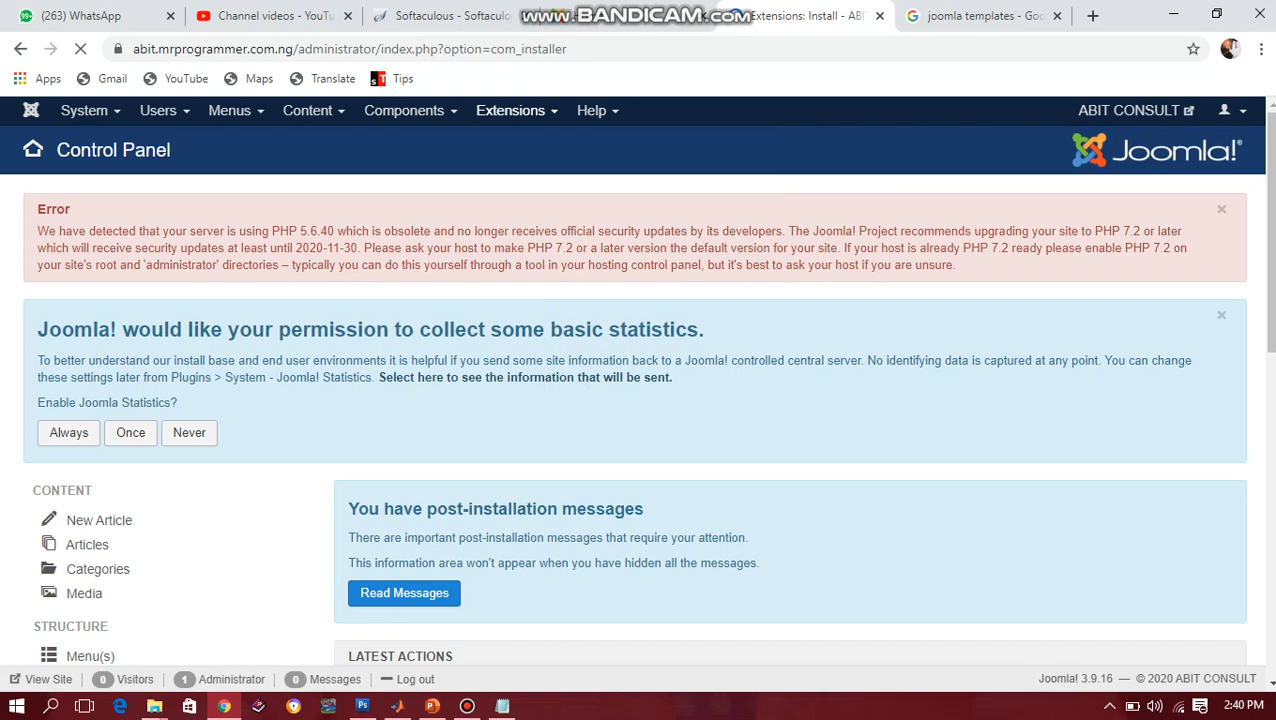 (263) WhatsApp
Channel videos - YouTu
Softaculous - Softaculo
www.BANDICAM.com
Extensions: Install - ABI
joomla templates - Goo
abit.mrprogrammer.com.ng/administrator/index.php?option=com_installer
Apps Gmail YouTube Maps Translate Tips
System Users Menus Content Components Extensions Help ABIT CONSULT
Control Panel
Joomla!®
Error
We have detected that your server is using PHP 5.6.40 which is obsolete and no longer receives official security updates by its developers. The Joomla! Project recommends upgrading your site to PHP 7.2 or later
which will receive security updates at least until 2020-11-30. Please ask your host to make PHP 7.2 or a later version the default version for your site. If your host is already PHP 7.2 ready please enable PHP 7.2 on
your site's root and 'administrator' directories – typically you can do this yourself through a tool in your hosting control panel, but it's best to ask your host if you are unsure.
Joomla! would like your permission to collect some basic statistics.
To better understand our install base and end user environments it is helpful if you send some site information back to a Joomla! controlled central server. No identifying data is captured at any point. You can change
these settings later from Plugins > System - Joomla! Statistics. Select here to see the information that will be sent.
Enable Joomla Statistics?
Always Once Never
CONTENT
New Article
Articles
Categories
Media
STRUCTURE
Menu(s)
You have post-installation messages
There are important post-installation messages that require your attention.
This information area won't appear when you have hidden all the messages.
Read Messages
LATEST ACTIONS
View Site 0 Visitors 1 Administrator 0 Messages Log out
Joomla! 3.9.16 — © 2020 ABIT CONSULT
2:40 PM